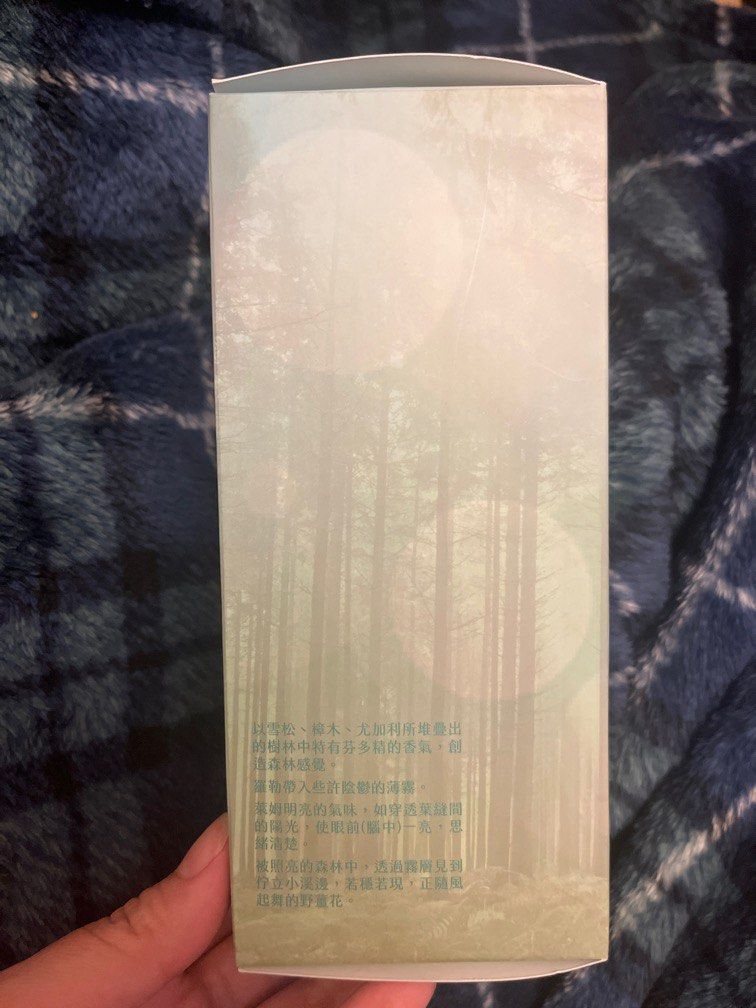 以雪松、樟木、尤加利所堆疊出
的樹林中特有芬多精的香氣，創
造森林感覺。
羅勒帶入些許陰鬱的薄霧。
萊姆明亮的氣味，如穿透葉縫間
的陽光，使眼前(腦中)一亮，思
緒清楚。
被照亮的森林中，透過霧層見到
佇立小溪邊，若穩若現，正隨風
起舞的野薑花。